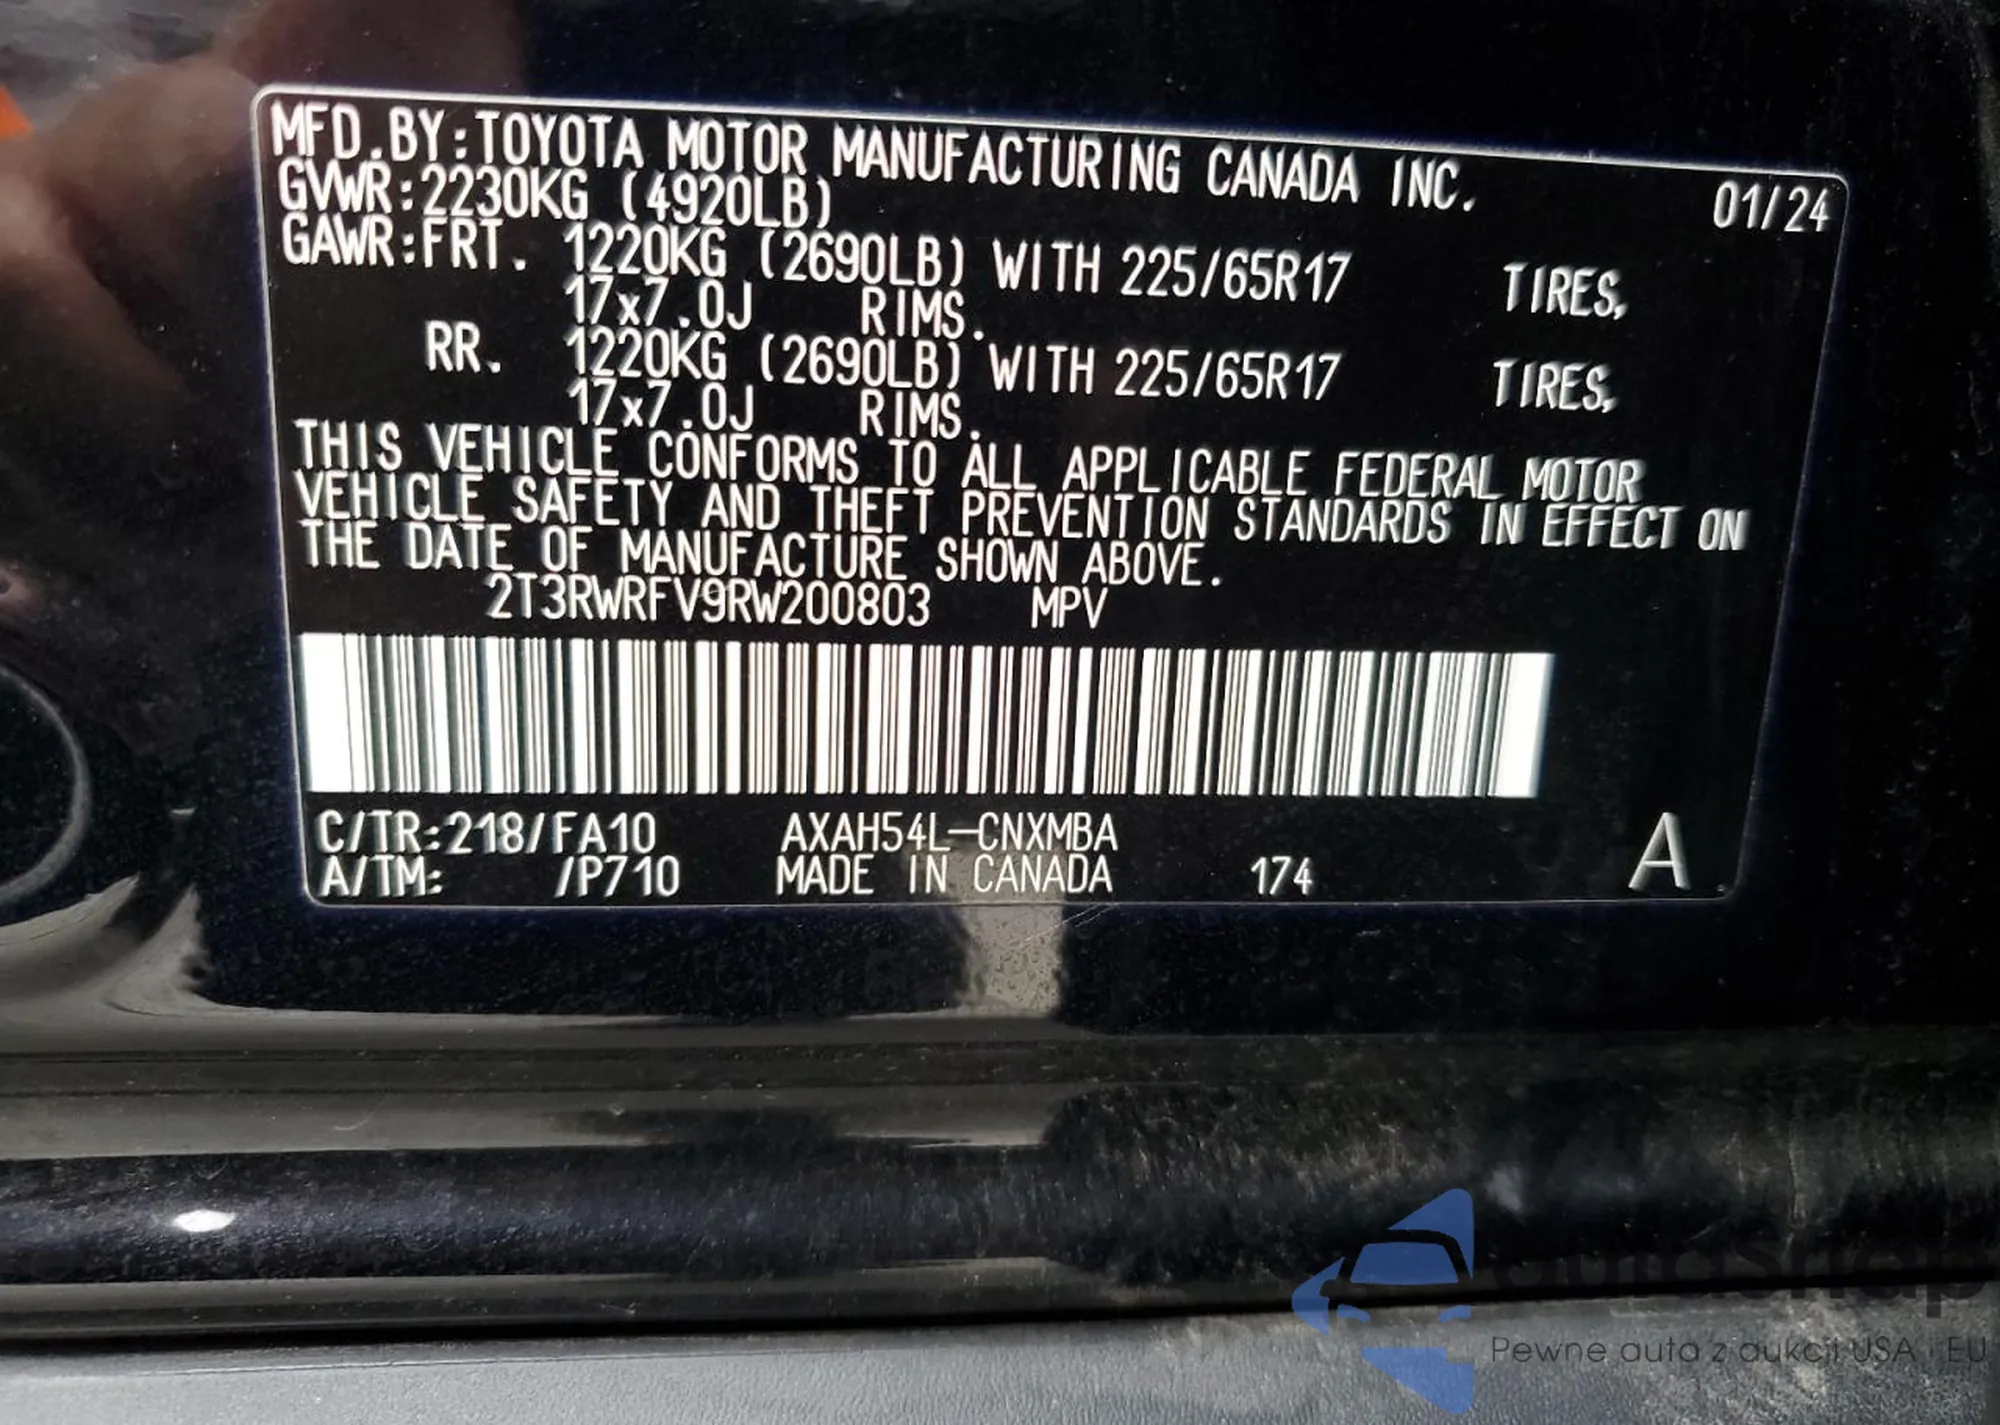 MFD.BY:TOYOTA MOTOR MANUFACTURING CANADA INC. 01/24
GVWR:2230KG (4920LB)
GAWR:FRT. 1220KG (2690LB) WITH 225/65R17 TIRES,
17x7.0J RIMS.
RR. 1220KG (2690LB) WITH 225/65R17 TIRES,
17x7.0J RIMS.
THIS VEHICLE CONFORMS TO ALL APPLICABLE FEDERAL MOTOR
VEHICLE SAFETY AND THEFT PREVENTION STANDARDS IN EFFECT ON
THE DATE OF MANUFACTURE SHOWN ABOVE.
2T3RWRFV9RW200803 MPV
C/TR:218/FA10 AXAH54L-CNXMBA
A/TM: /P710 MADE IN CANADA 174 A
autaSnap
Pewne auta z aukcji USA i EU